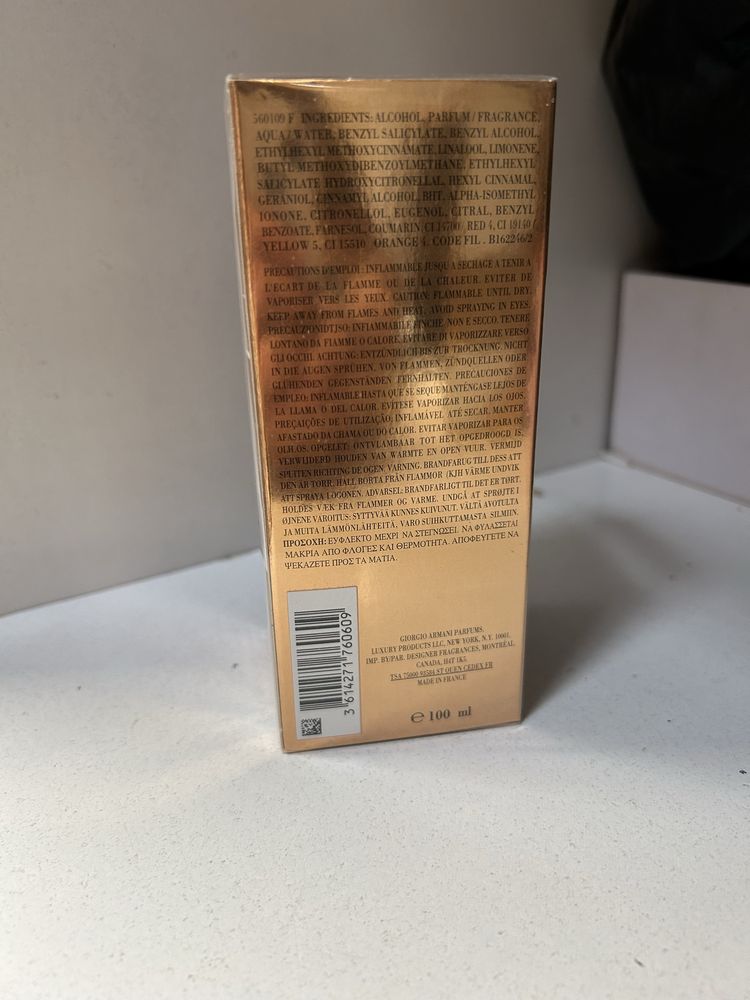 560109 F INGREDIENTS: ALCOHOL, PARFUM / FRAGRANCE,
AQUA / WATER, BENZYL SALICYLATE, BENZYL ALCOHOL,
ETHYLHEXYL METHOXYCINNAMATE, LINALOOL, LIMONENE,
BUTYL METHOXYDIBENZOYLMETHANE, ETHYLHEXYL
SALICYLATE HYDROXYCITRONELLAL, HEXYL CINNAMAL,
GERANIOL, CINNAMYL ALCOHOL, BHT, ALPHA-ISOMETHYL
IONONE, CITRONELLOL, EUGENOL, CITRAL, BENZYL
BENZOATE, FARNESOL, COUMARIN CI 14700 / RED 4, CI 19140 /
YELLOW 5, CI 15510 / ORANGE 4. CODE FIL . B162246/2
PRECAUTIONS D'EMPLOI : INFLAMMABLE JUSQU A SECHAGE A TENIR A
L'ECART DE LA FLAMME OU DE LA CHALEUR. EVITER DE
VAPORISER VERS LES YEUX. CAUTION: FLAMMABLE UNTIL DRY.
KEEP AWAY FROM FLAMES AND HEAT. AVOID SPRAYING IN EYES.
PRECAUZPONIDTJSO: INFIAMMABILE FINCHE NON E SECCO. TENERE
LONTANO DA FIAMME O CALORE. EVITARE DI VAPORIZZARE VERSO
GLI OCCHI. ACHTUNG: ENTZÜNDLICH BIS ZUR TROCKNUNG. NICHT
IN DIE AUGEN SPRÜHEN. VON FLAMMEN, ZÜNDQUELLEN ODER
GLÜHENDEN GEGENSTÄNDEN FERNHALTEN. PRECAUCIONES DE
EMPLEO: INFLAMABLE HASTA QUE SE SEQUE MANTÉNGASE LEJOS DE
LA LLAMA O DEL CALOR. EVÍTESE VAPORIZAR HACIA LOS OJOS.
PREÇAIÇÕES DE UTILIZAÇÃO: INFLAMÁVEL ATÉ SECAR. MANTER
AFASTADO DA CHAMA OU DO CALOR. EVITAR VAPORIZAR PARA OS
OLHOS. OPGELET: ONTVLAMBAAR TOT HET OPGEDROOGD IS.
VERWIJDERD HOUDEN VAN WARMTE EN OPEN VUUR. VERMIJD
SPUITEN RICHTING DE OGEN. VARNING. BRANDFARUG TILL DESS ATT
DEN ÄR TORR. HALL BORTA FRÅN FLAMMOR (KJH VÄRME UNDVIK
ATT SPRAYA I OGONEN. ADVARSEL: BRANDFARLIGT TIL DET ER TØRT.
HOLDES VÆK FRA FLAMMER OG VARME. UNDGÅ AT SPRØJTE I
ØJNENE VAROITUS: SYTTYVÄÄ KUNNES KUIVUNUT. VÄLTÄ AVOTULTA
JA MUITA LÄMMÖNLÄHTEITÄ, VARO SUIHKUTTAMASTA SILMIIN.
ΠΡΟΣΟΧΗ: ΕΥΦΛΕΚΤΟ ΜΕΧΡΙ ΝΑ ΣΤΕΓΝΩΣΕΙ. ΝΑ ΦΥΛΑΣΣΕΤΑΙ
ΜΑΚΡΙΑ ΑΠΟ ΦΛΟΓΕΣ ΚΑΙ ΘΕΡΜΟΤΗΤΑ. ΑΠΟΦΕΥΓΕΤΕ ΝΑ
ΨΕΚΑΖΕΤΕ ΠΡΟΣ ΤΑ ΜΑΤΙΑ.
3 614271 760609
GIORGIO ARMANI PARFUMS,
LUXURY PRODUCTS LLC, NEW YORK, N.Y. 10001.
IMP. BY/PAR. DESIGNER FRAGRANCES, MONTRÉAL,
CANADA, H4T 1K5.
TSA 75000 93584 ST OUEN CEDEX FR
MADE IN FRANCE
℮ 100 ml